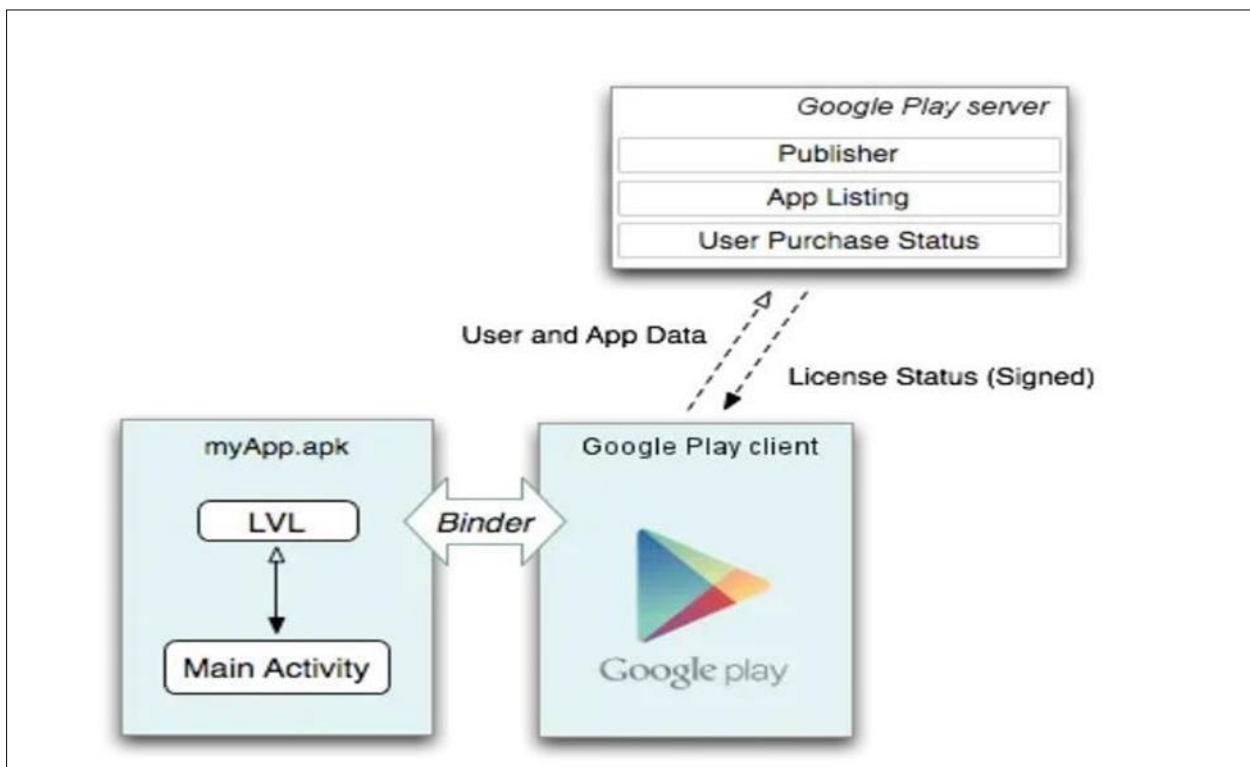 Google Play server
Publisher
App Listing
User Purchase Status
User and App Data
License Status (Signed)
myApp.apk
LVL
Main Activity
Binder
Google Play client
Google play